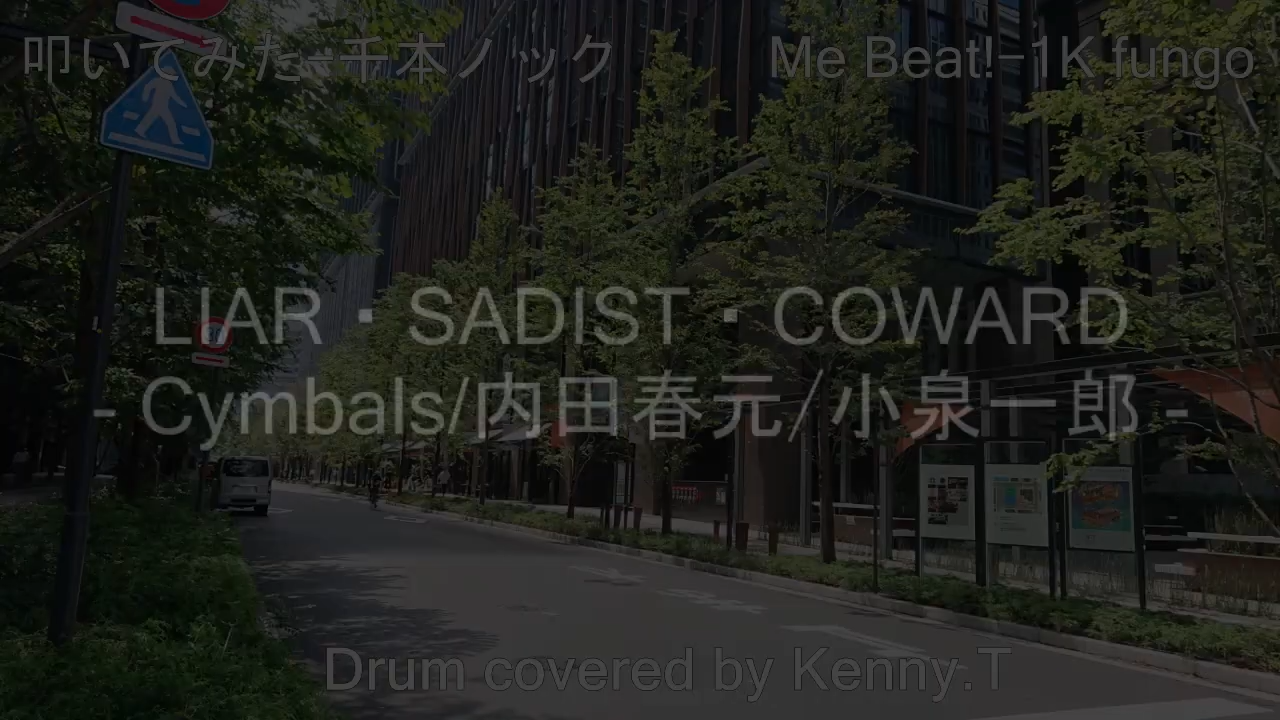 叩いてみた-千本ノック
Me Beat! - 1K fungo
LIAR・SADIST・COWARD
- Cymbals/内田春元/小泉一郎 -
Drum covered by Kenny.T